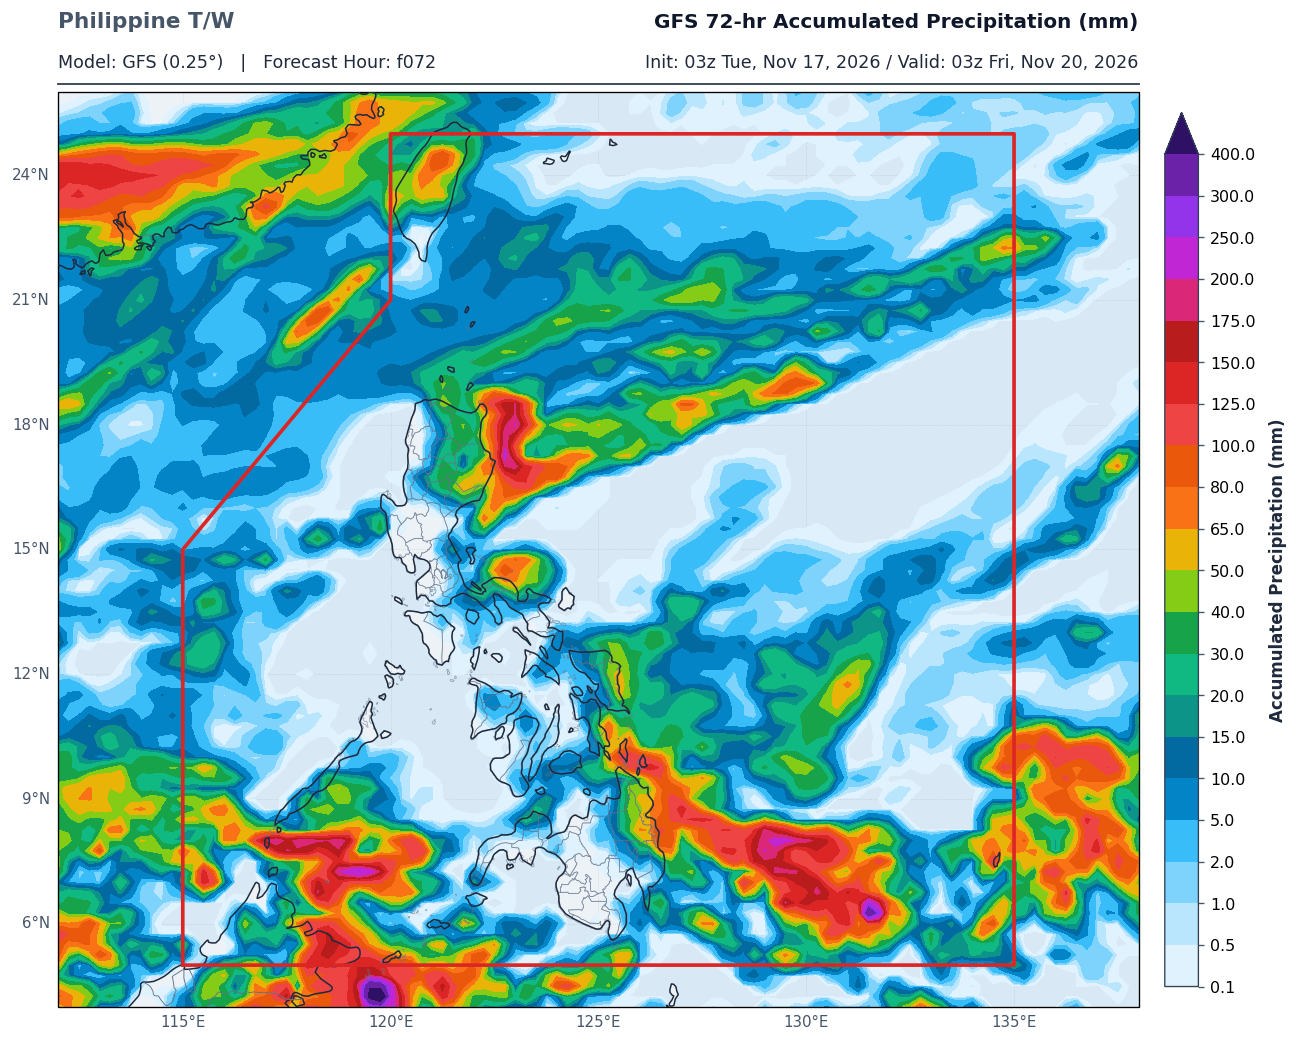 Philippine T/W
GFS 72-hr Accumulated Precipitation (mm)
Model: GFS (0.25°)   |   Forecast Hour: f072
Init: 03z Tue, Nov 17, 2026 / Valid: 03z Fri, Nov 20, 2026
24°N
21°N
18°N
15°N
12°N
9°N
6°N
115°E
120°E
125°E
130°E
135°E
400.0
300.0
250.0
200.0
175.0
150.0
125.0
100.0
80.0
65.0
50.0
40.0
30.0
20.0
15.0
10.0
5.0
2.0
1.0
0.5
0.1
Accumulated Precipitation (mm)